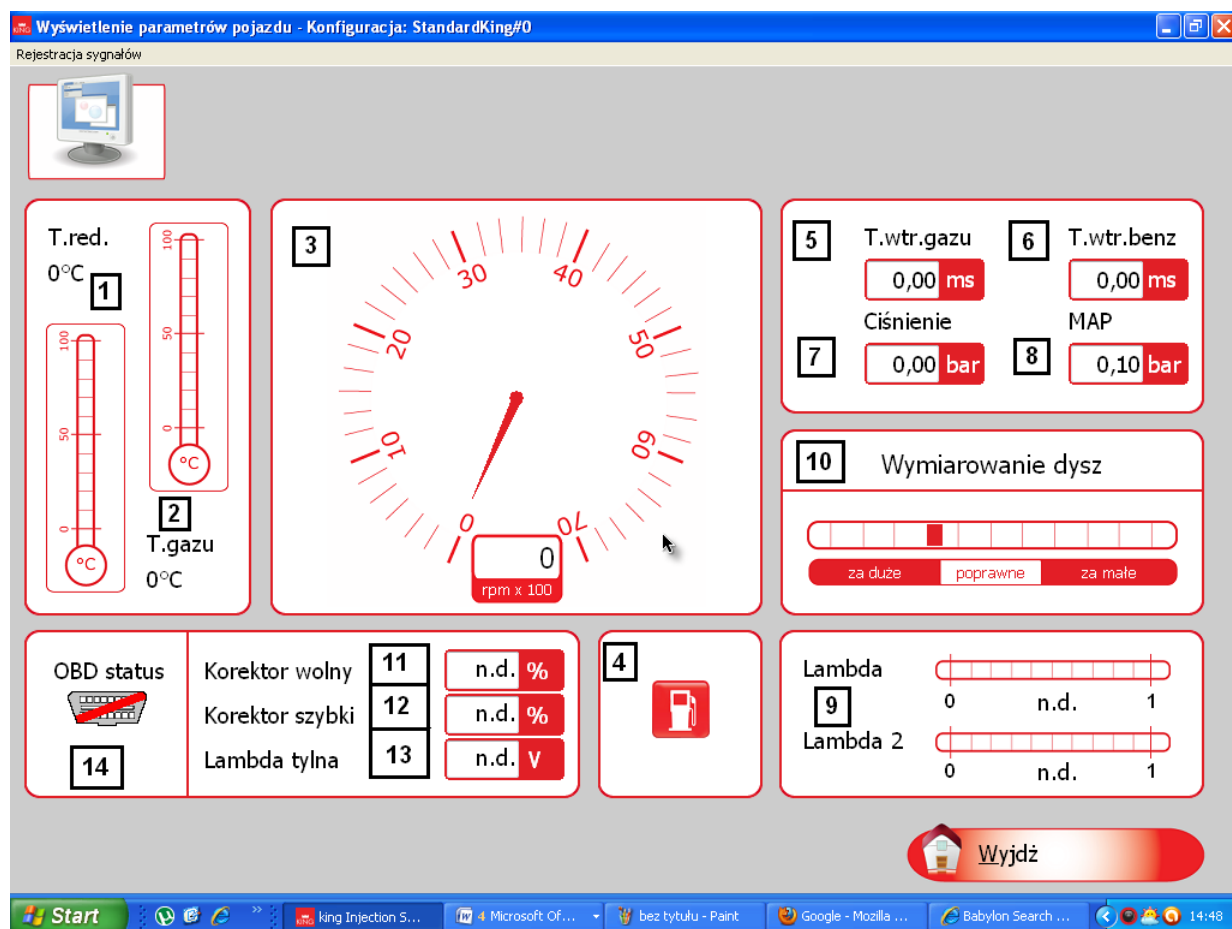 KING Wyświetlenie parametrów pojazdu - Konfiguracja: StandardKing#0
Rejestracja sygnałów
T.red.
0°C
1
100
50
0
°C
100
50
0
°C
2
T.gazu
0°C
3
0
10
20
30
40
50
60
70
0
rpm x 100
5
T.wtr.gazu
0,00 ms
6
T.wtr.benz
0,00 ms
7
Ciśnienie
0,00 bar
8
MAP
0,10 bar
10
Wymiarowanie dysz
za duże
poprawne
za małe
OBD status
14
Korektor wolny
11
n.d. %
Korektor szybki
12
n.d. %
Lambda tylna
13
n.d. V
4
Lambda
0 n.d. 1
9
Lambda 2
0 n.d. 1
Wyjdż
Start
»
KING king Injection S...
4 Microsoft Of...
bez tytułu - Paint
Google - Mozilla ...
Babylon Search ...
14:48